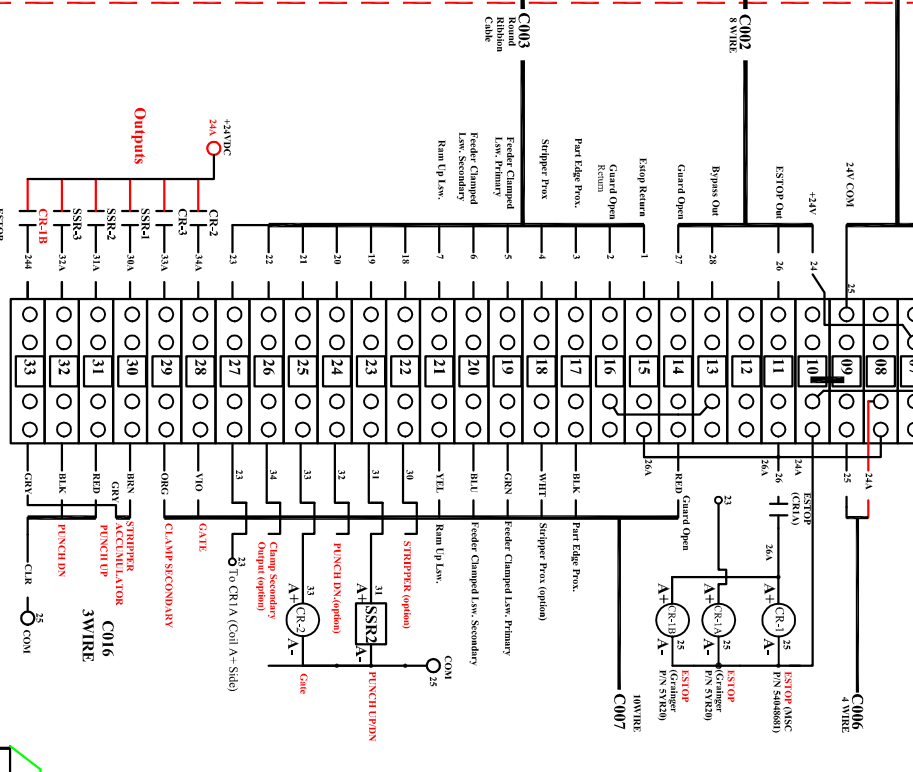 C003
Round
Ribbon
Cable
C002
8 WIRE
+24VDC
24A
Outputs
Ram Up Lsw.
Feeder Clamped
Lsw. Secondary
Feeder Clamped
Lsw. Primary
Stripper Prox
Part Edge Prox.
Guard Open
Return
Estop Return
Guard Open
Bypass Out
ESTOP Out
+24V
24V COM
ESTOP
CR-1B
SSR-3
SSR-2
SSR-1
CR-3
CR-2
244
32A
31A
30A
33A
34A
23
22
21
20
19
18
7
6
5
4
3
2
1
27
28
26
24
25
33
32
31
30
29
28
27
26
25
24
23
22
21
20
19
18
17
16
15
14
13
12
11
10
09
08
07
GRY
BLK
RED
BRN
GRY
ORG
VIO
23
34
33
32
31
30
YEL
BLU
GRN
WHT
BLK
26A
RED
23
26A
26
24A
25
24A
PUNCH DN
PUNCH UP
ACCUMULATOR
STRIPPER
CLAMP SECONDARY
GATE
23
To CR1A (Coil A+ Side)
Clamp Secondary
Output (option)
PUNCH DN.(option)
STRIPPER (option)
Ram Up Lsw.
Feeder Clamped Lsw. Secondary
Feeder Clamped Lsw. Primary
Stripper Prox (option)
Part Edge Prox.
Guard Open
ESTOP
(CR1A)
26A
CLR
25
COM
C016
3WIRE
33
A+
CR-2
A-
Gate
31
A+
SSR2
A-
PUNCH UP/DN
COM
25
10WIRE
C007
A+
CR-1B
25
A-
ESTOP
(Grainger
P/N 5YR20)
A+
CR-1A
25
A-
ESTOP
(Grainger
P/N 5YR20)
A+
CR-1
25
A-
ESTOP (MSC
P/N 54048681)
C006
4 WIRE